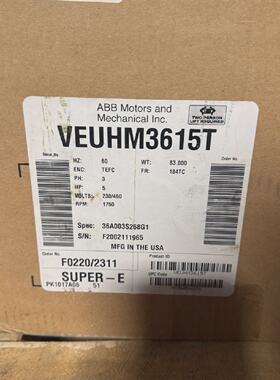 ABB Motors and
Mechanical Inc.
TWO PERSON
LIFT REQUIRED
VEUHM3615T
Serial No.
Order No
HZ: 60 WT: 83.000
ENC: TEFC FR: 184TC
PH: 3
HP: 5
VOLTS: 230/460
RPM: 1750
Spec: 36A003S268G1
S/N: F2002111965
MFG IN THE USA
F0220/2311
SUPER-E
PK1017A06 51
Product ID
UPC Code
VEUHM3615T